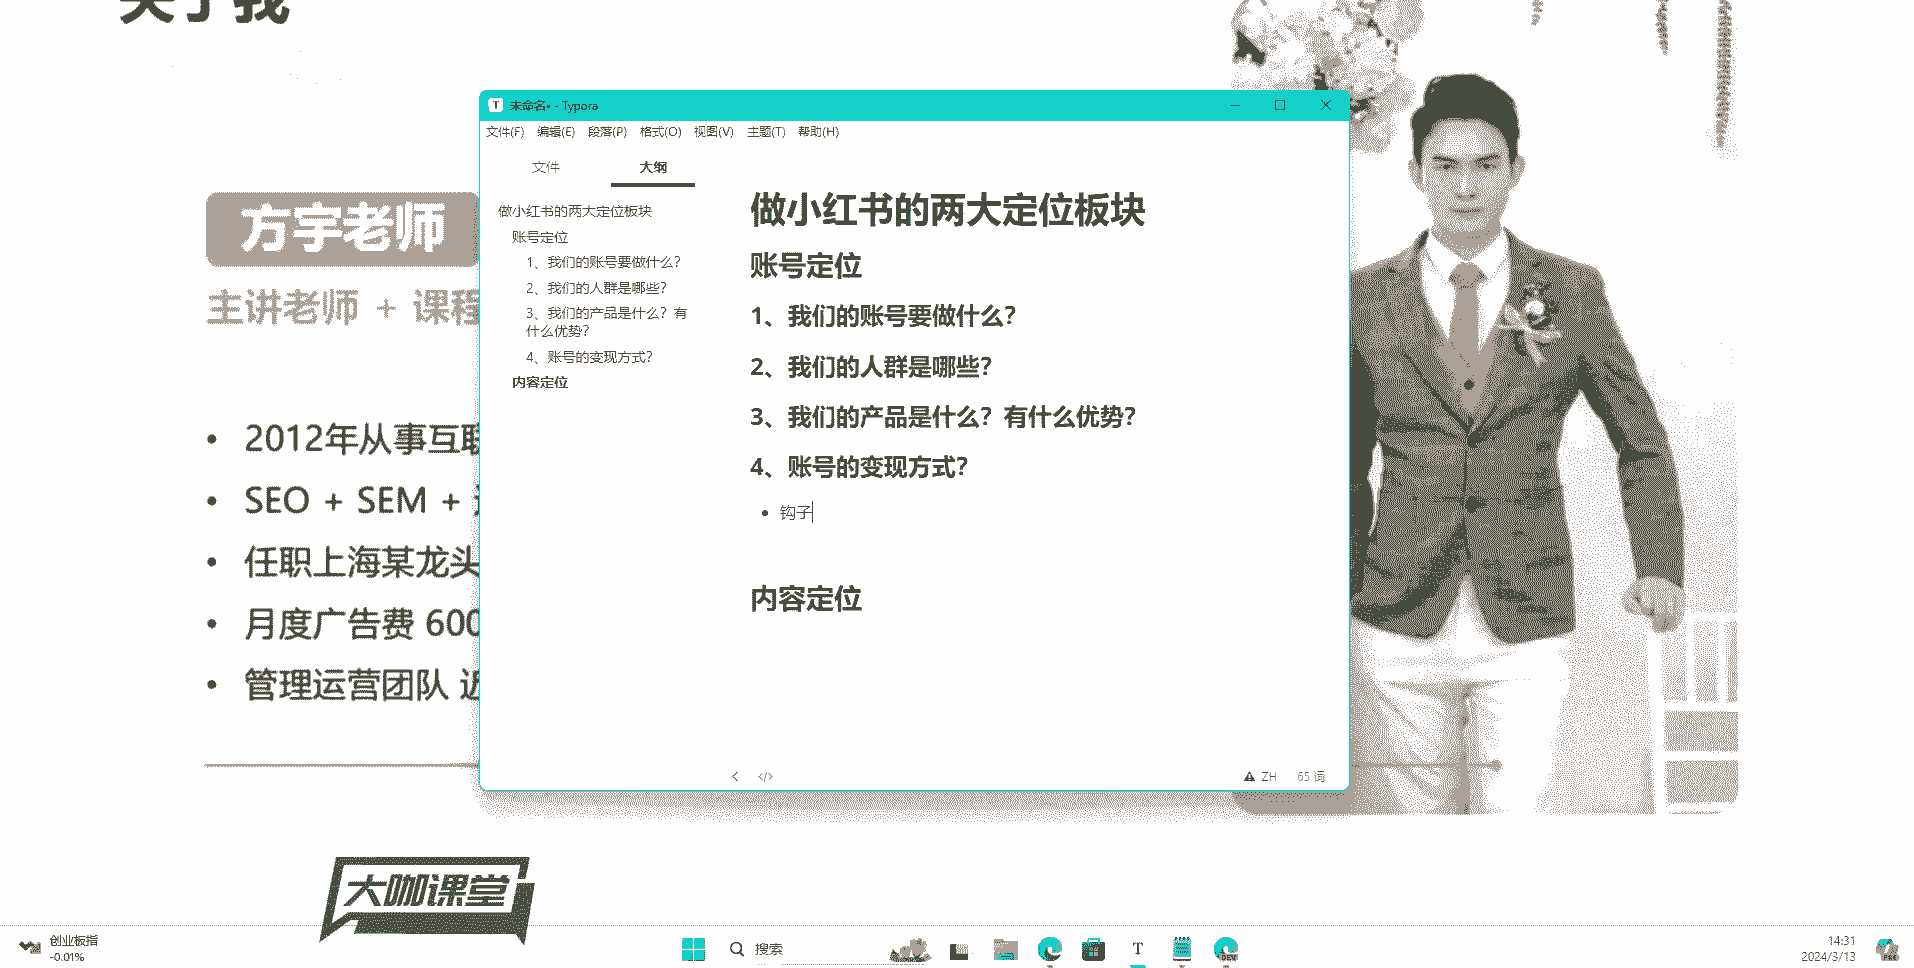 关于我
方宇老师
主讲老师 + 课程
• 2012年从事互联
• SEO + SEM +
• 任职上海某龙头
• 月度广告费 600
• 管理运营团队 近
未命名• - Typora
文件(F) 编辑(E) 段落(P) 格式(O) 视图(V) 主题(T) 帮助(H)
文件 大纲
做小红书的两大定位板块
账号定位
1、我们的账号要做什么？
2、我们的人群是哪些？
3、我们的产品是什么？有
什么优势？
4、账号的变现方式？
内容定位
做小红书的两大定位板块
账号定位
1、我们的账号要做什么？
2、我们的人群是哪些？
3、我们的产品是什么？有什么优势？
4、账号的变现方式？
• 钩子
内容定位
ZH 65 词
大咖课堂
创业板指
-0.01%
搜索
T
DEV
14:31
2024/3/13
PRE